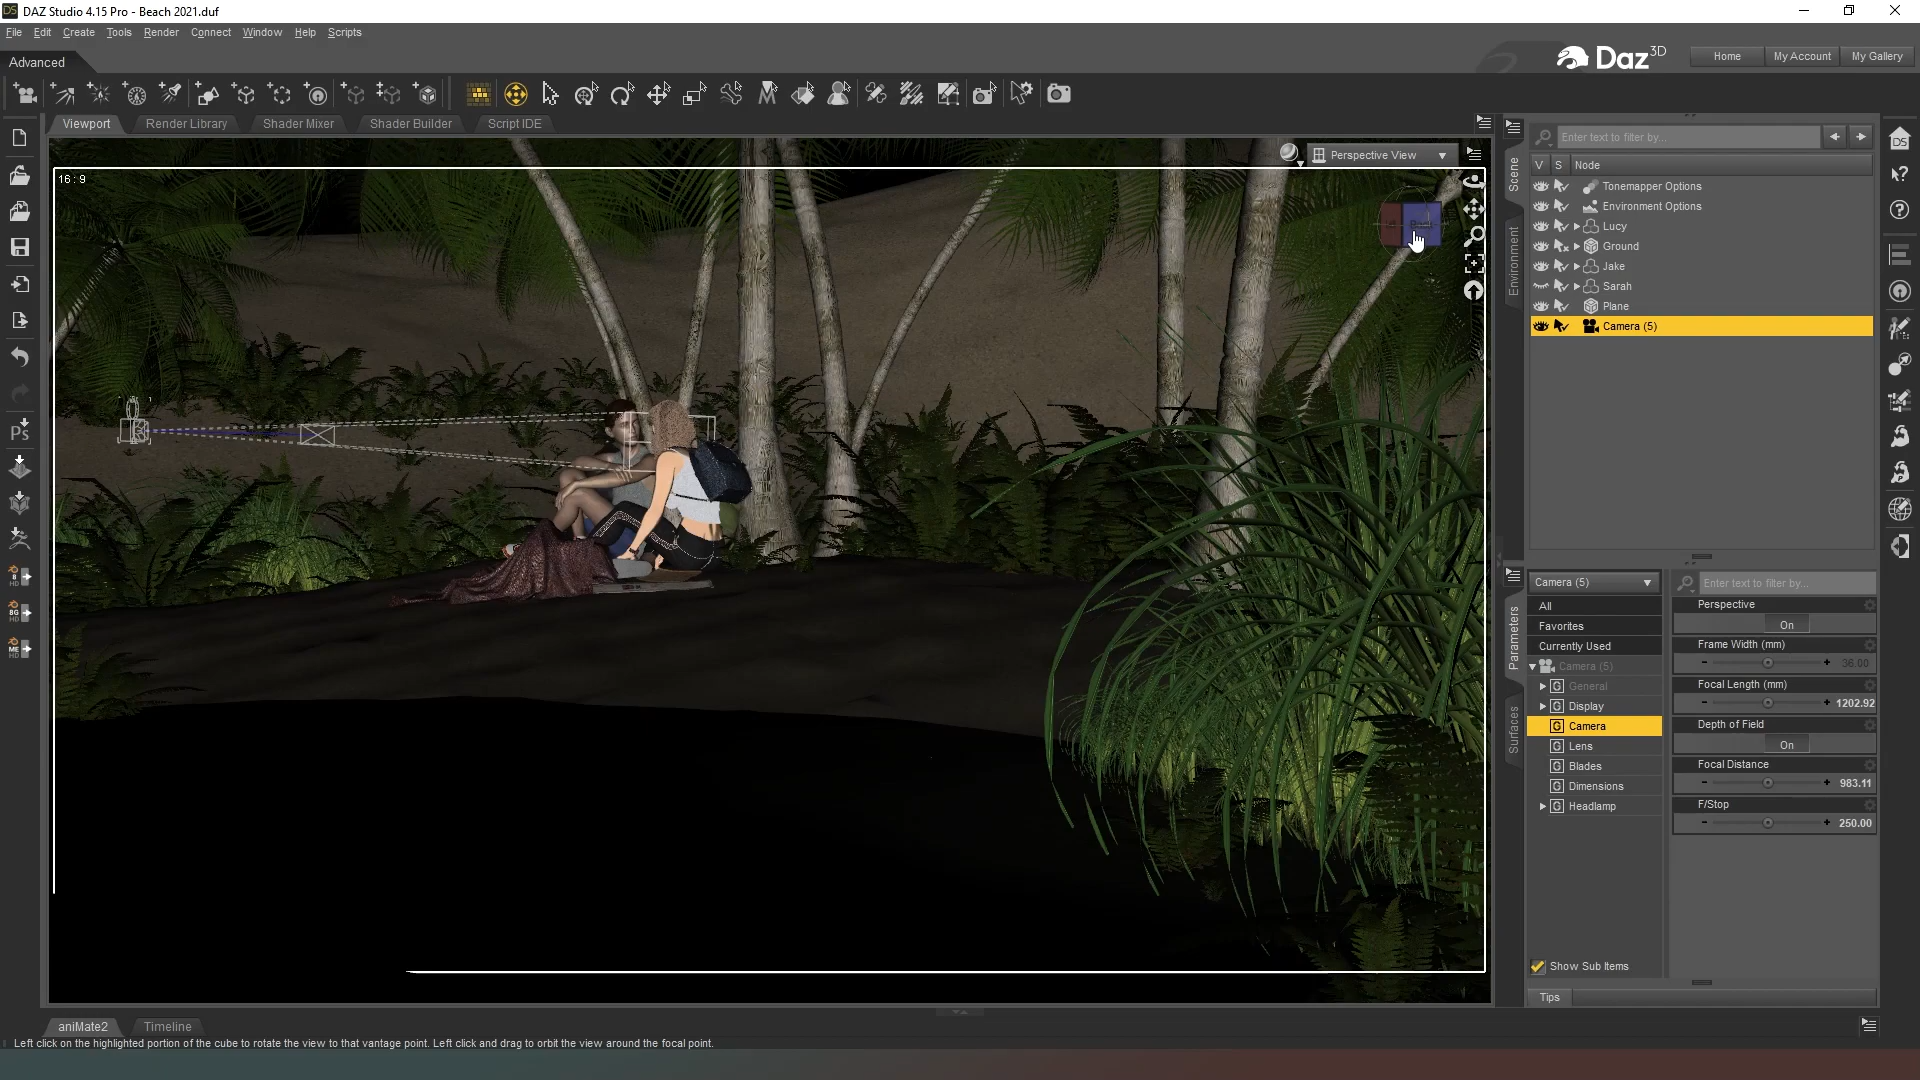 DAZ Studio 4.15 Pro - Beach 2021.duf
File Edit Create Tools Render Connect Window Help Scripts
Advanced
Daz 3D
Home My Account My Gallery
Viewport Render Library Shader Mixer Shader Builder Script IDE
16 : 9
Perspective View
Scene
Environment
Enter text to filter by...
V S Node
Tonemapper Options
Environment Options
Lucy
Ground
Jake
Sarah
Plane
Camera (5)
Parameters
Surfaces
Camera (5)
All
Favorites
Currently Used
Camera (5)
General
Display
Camera
Lens
Blades
Dimensions
Headlamp
Show Sub Items
Enter text to filter by...
Perspective
On
Frame Width (mm)
36.00
Focal Length (mm)
1202.92
Depth of Field
On
Focal Distance
983.11
F/Stop
250.00
Tips
aniMate2 Timeline
Left click on the highlighted portion of the cube to rotate the view to that vantage point. Left click and drag to orbit the view around the focal point.